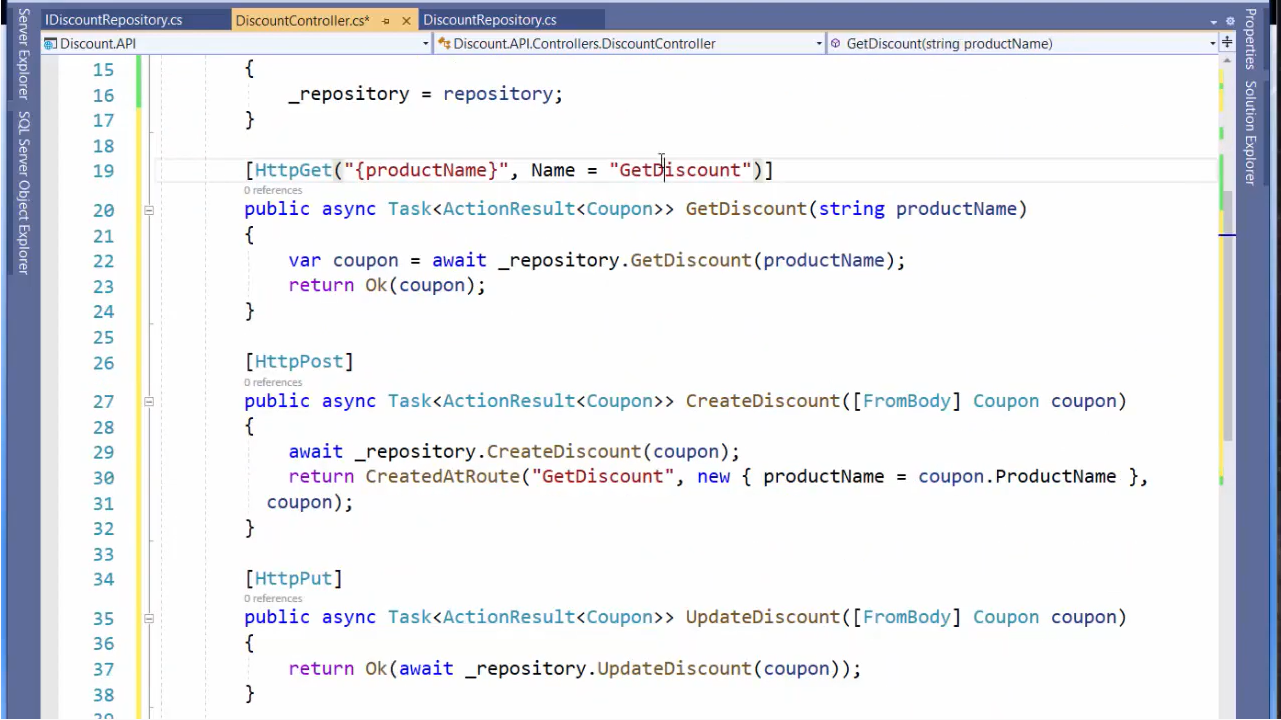 IDiscountRepository.cs
DiscountController.cs*
DiscountRepository.cs
Discount.API
Discount.API.Controllers.DiscountController
GetDiscount(string productName)
Server Explorer
SQL Server Object Explorer
Properties
Solution Explorer
15 {
16 _repository = repository;
17 }
18
19 [HttpGet("{productName}", Name = "GetDiscount")]
0 references
20 public async Task<ActionResult<Coupon>> GetDiscount(string productName)
21 {
22 var coupon = await _repository.GetDiscount(productName);
23 return Ok(coupon);
24 }
25
26 [HttpPost]
0 references
27 public async Task<ActionResult<Coupon>> CreateDiscount([FromBody] Coupon coupon)
28 {
29 await _repository.CreateDiscount(coupon);
30 return CreatedAtRoute("GetDiscount", new { productName = coupon.ProductName },
31 coupon);
32 }
33
34 [HttpPut]
0 references
35 public async Task<ActionResult<Coupon>> UpdateDiscount([FromBody] Coupon coupon)
36 {
37 return Ok(await _repository.UpdateDiscount(coupon));
38 }